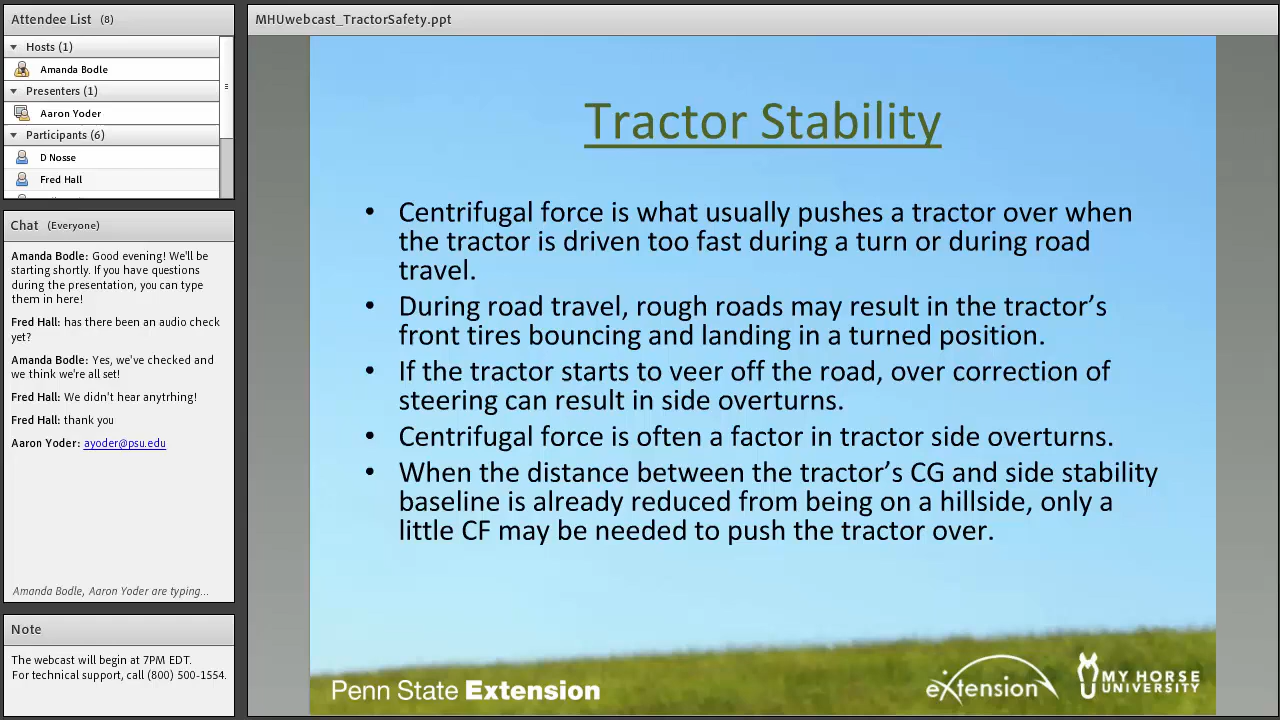 Attendee List (8)
Hosts (1)
Amanda Bodle
Presenters (1)
Aaron Yoder
Participants (6)
D Nosse
Fred Hall
Chat (Everyone)
Amanda Bodle: Good evening! We'll be
starting shortly. If you have questions
during the presentation, you can type
them in here!
Fred Hall: has there been an audio check
yet?
Amanda Bodle: Yes, we've checked and
we think we're all set!
Fred Hall: We didn't hear anytrhing!
Fred Hall: thank you
Aaron Yoder: ayoder@psu.edu
Amanda Bodle, Aaron Yoder are typing...
Note
The webcast will begin at 7PM EDT.
For technical support, call (800) 500-1554.
MHUwebcast_TractorSafety.ppt
Tractor Stability
• Centrifugal force is what usually pushes a tractor over when
the tractor is driven too fast during a turn or during road
travel.
• During road travel, rough roads may result in the tractor’s
front tires bouncing and landing in a turned position.
• If the tractor starts to veer off the road, over correction of
steering can result in side overturns.
• Centrifugal force is often a factor in tractor side overturns.
• When the distance between the tractor’s CG and side stability
baseline is already reduced from being on a hillside, only a
little CF may be needed to push the tractor over.
Penn State Extension
eXtension
MY HORSE
UNIVERSITY